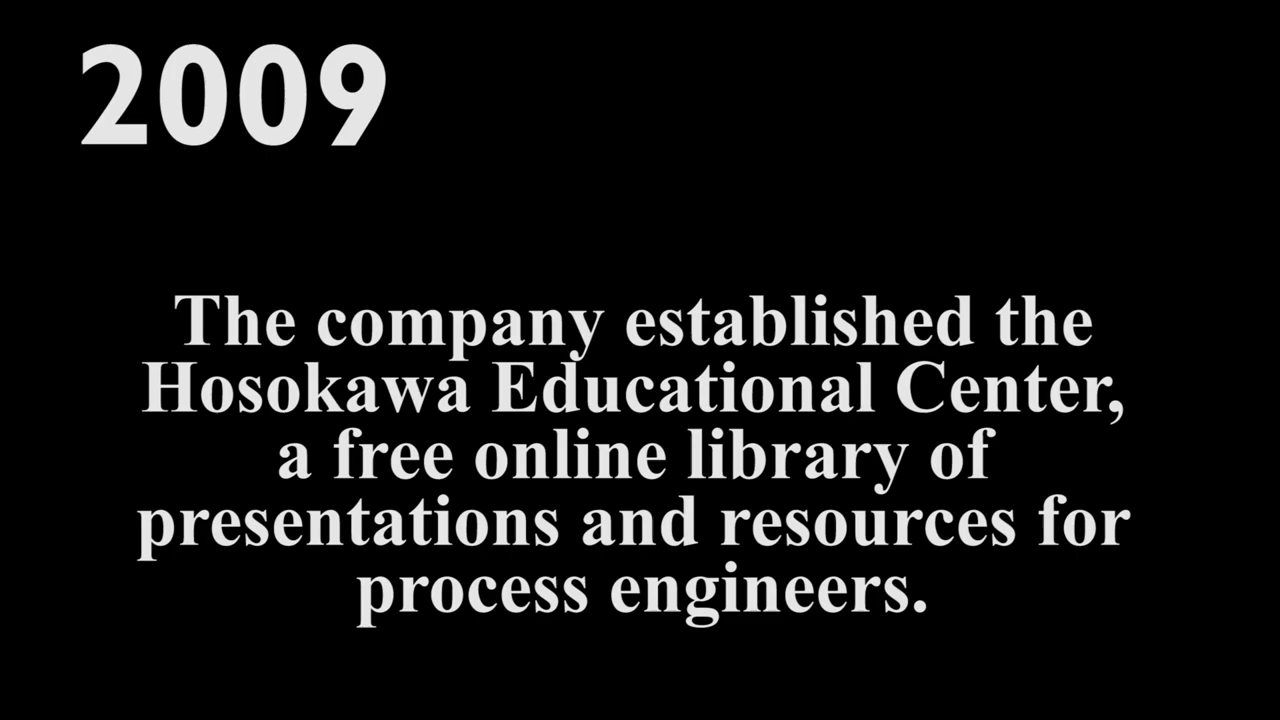 2009
The company established the
Hosokawa Educational Center,
a free online library of
presentations and resources for
process engineers.